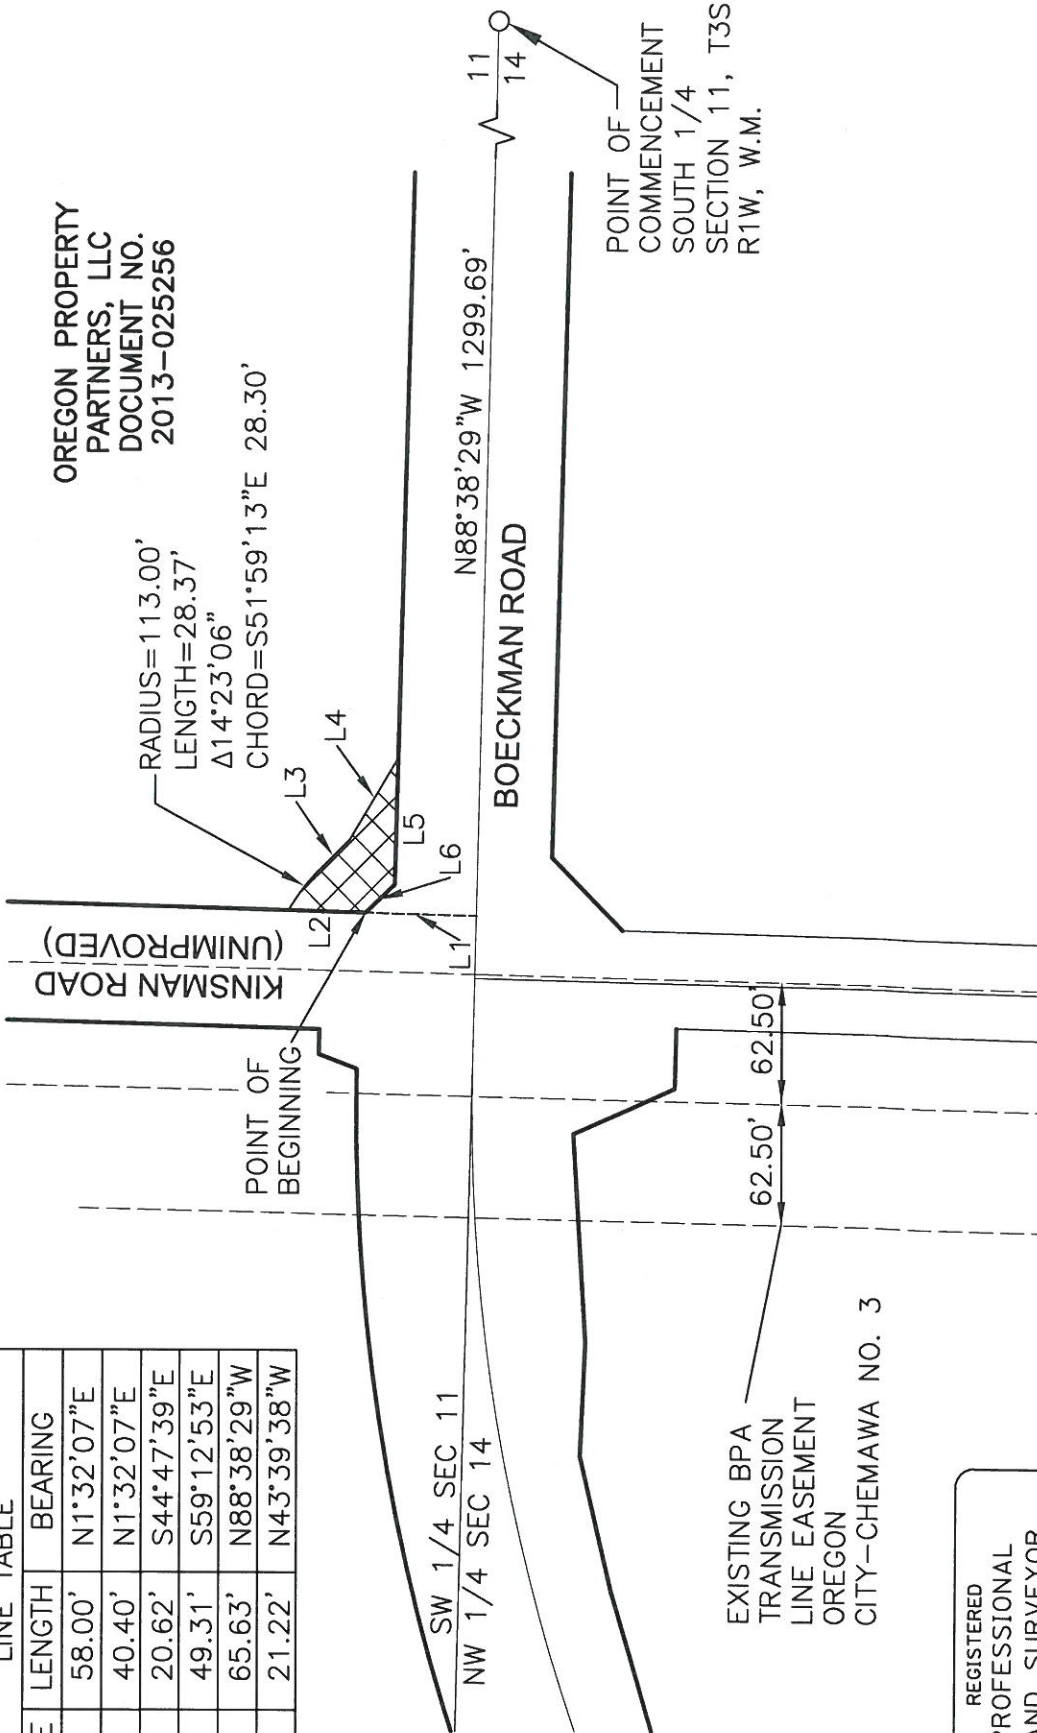 OREGON PROPERTY
PARTNERS, LLC
DOCUMENT NO.
2013-025256
RADIUS=113.00'
LENGTH=28.37'
Δ14°23'06"
CHORD=S51°59'13"E 28.30'
L3
L4
L2
L5
L6
L1
KINSMAN ROAD
(UNIMPROVED)
POINT OF
BEGINNING
N88°38'29"W 1299.69'
BOECKMAN ROAD
11
14
POINT OF
COMMENCEMENT
SOUTH 1/4
SECTION 11, T3S
R1W, W.M.
62.50'
62.50'
SW 1/4 SEC 11
NW 1/4 SEC 14
EXISTING BPA
TRANSMISSION
LINE EASEMENT
OREGON
CITY-CHEMAWA NO. 3
LINE TABLE
E LENGTH BEARING
58.00' N1°32'07"E
40.40' N1°32'07"E
20.62' S44°47'39"E
49.31' S59°12'53"E
65.63' N88°38'29"W
21.22' N43°39'38"W
REGISTERED
PROFESSIONAL
AND SURVEYOR